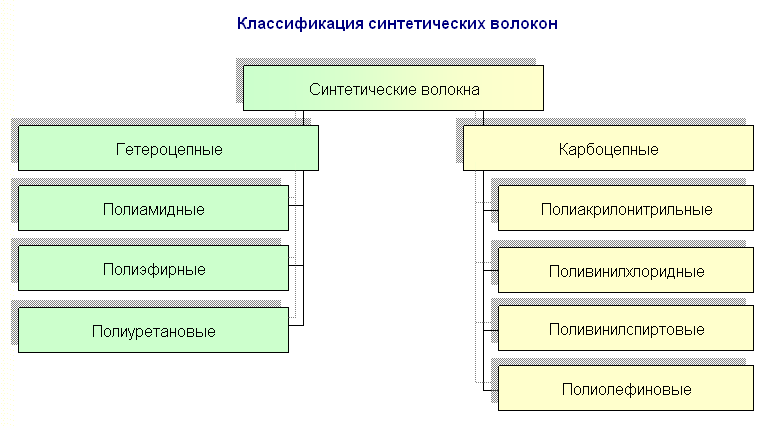 Классификация синтетических волокон
Синтетические волокна
Гетероцепные
Карбоцепные
Полиамидные
Полиакрилонитрильные
Полиэфирные
Поливинилхлоридные
Полиуретановые
Поливинилспиртовые
Полиолефиновые